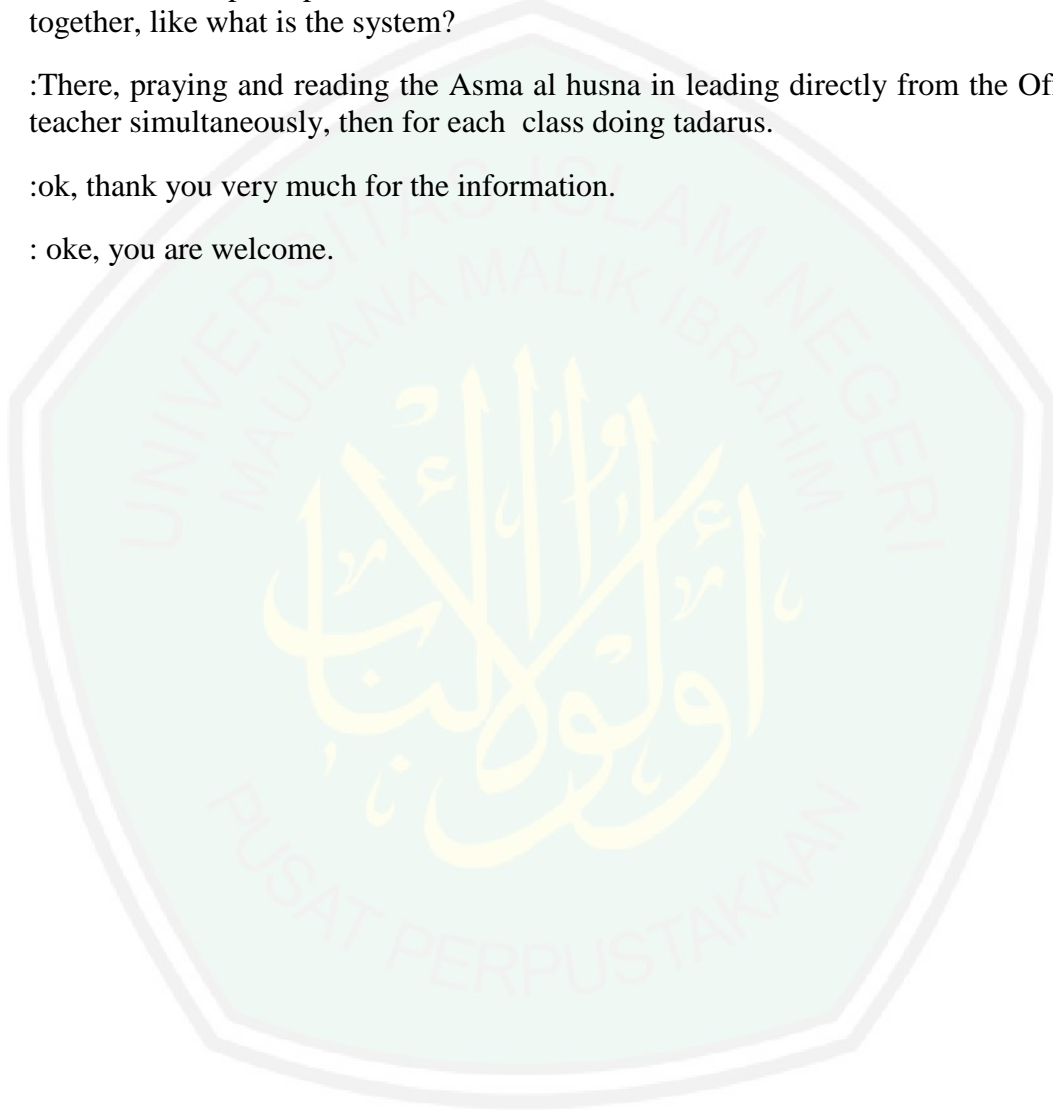 together, like what is the system?
:There, praying and reading the Asma al husna in leading directly from the Of
teacher simultaneously, then for each class doing tadarus.
:ok, thank you very much for the information.
: oke, you are welcome.
UNIVERSITAS ISLAM NEGERI
MAULANA MALIK IBRAHIM
أولوا الألباب
PUSAT PERPUSTAKAAN